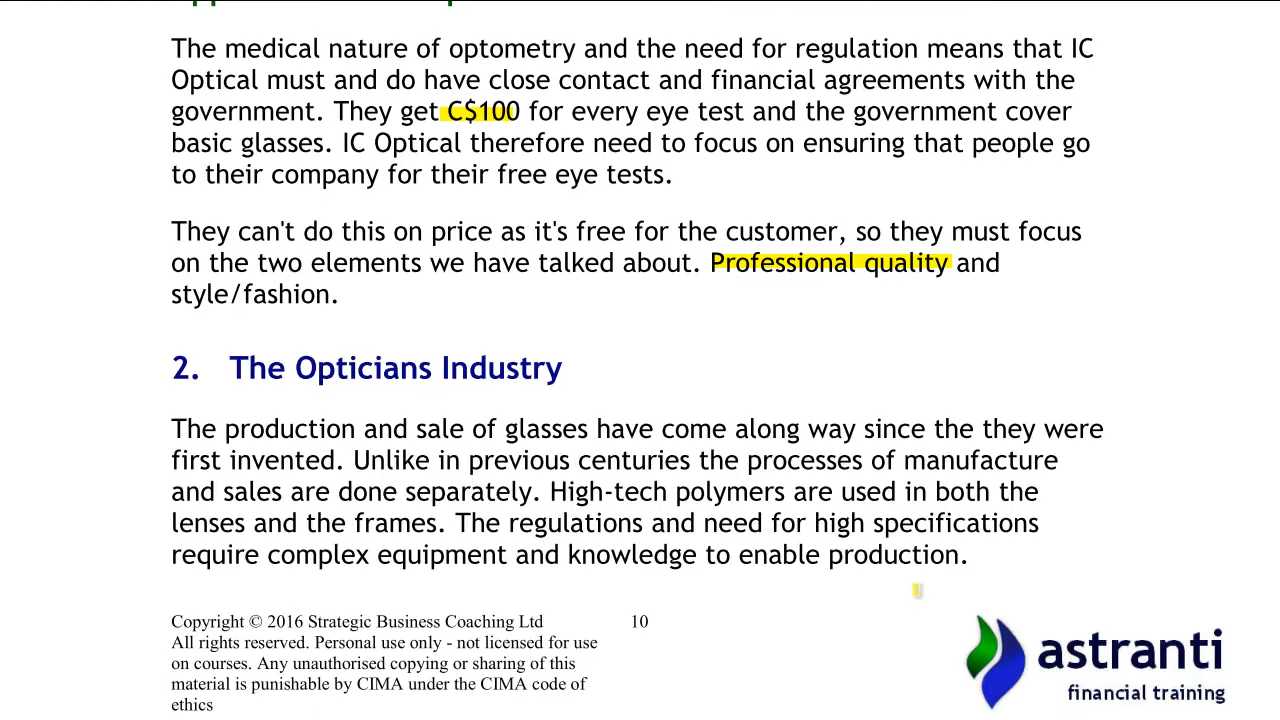 The medical nature of optometry and the need for regulation means that IC
Optical must and do have close contact and financial agreements with the
government. They get C$100 for every eye test and the government cover
basic glasses. IC Optical therefore need to focus on ensuring that people go
to their company for their free eye tests.
They can't do this on price as it's free for the customer, so they must focus
on the two elements we have talked about. Professional quality and
style/fashion.
2. The Opticians Industry
The production and sale of glasses have come along way since the they were
first invented. Unlike in previous centuries the processes of manufacture
and sales are done separately. High-tech polymers are used in both the
lenses and the frames. The regulations and need for high specifications
require complex equipment and knowledge to enable production.
Copyright © 2016 Strategic Business Coaching Ltd 10
All rights reserved. Personal use only - not licensed for use
on courses. Any unauthorised copying or sharing of this
material is punishable by CIMA under the CIMA code of
ethics
astranti
financial training